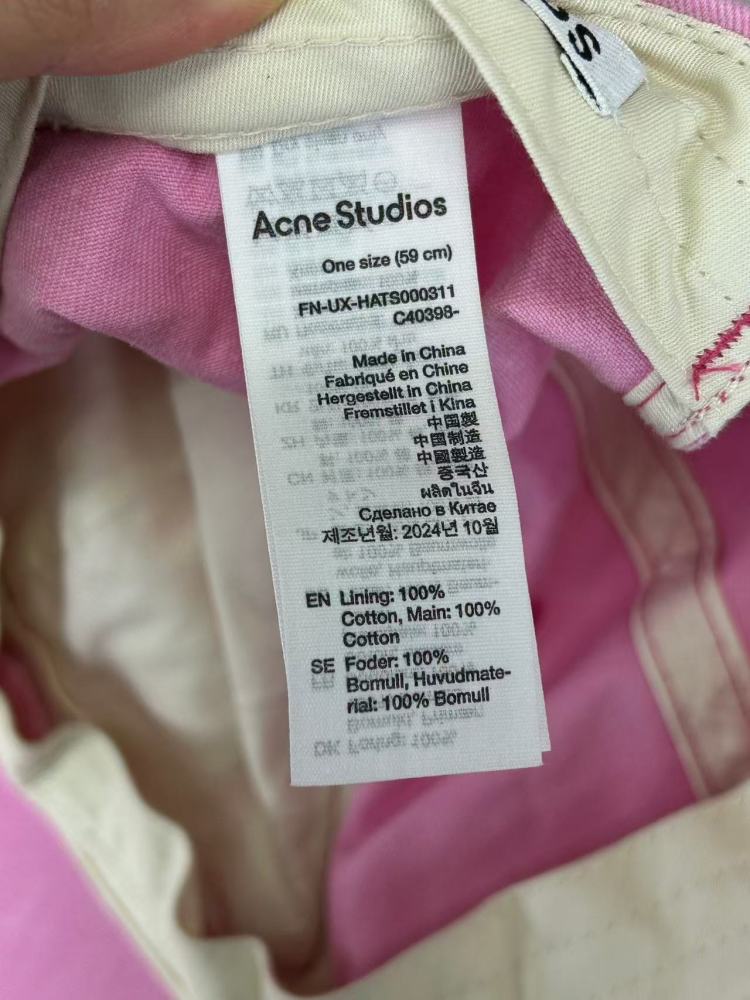 Acne Studios
One size (59 cm)
FN-UX-HATS000311
C40398-
Made in China
Fabriqué en Chine
Hergestellt in China
Fremstillet i Kina
中国製
中国制造
中國製造
중국산
ผลิตในจีน
Сделано в Китае
제조년월: 2024년 10월
EN Lining: 100%
Cotton, Main: 100%
Cotton
SE Foder: 100%
Bomull, Huvudmate-
rial: 100% Bomull